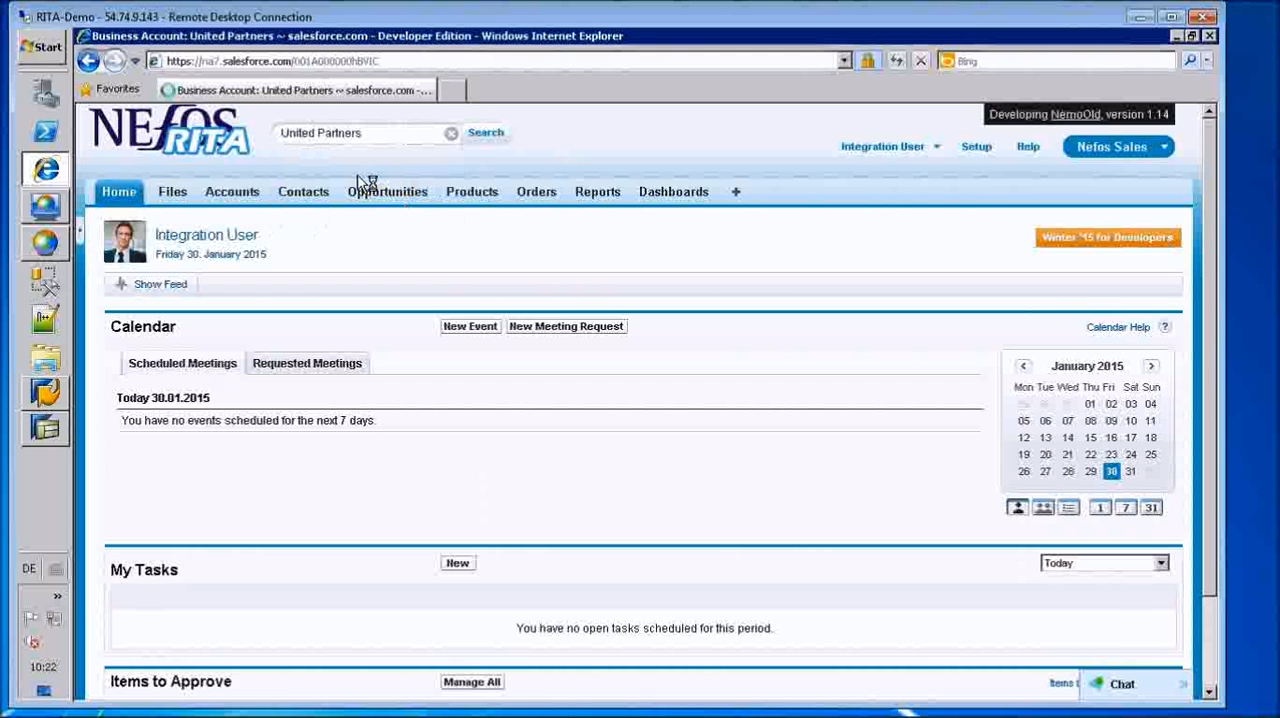 RITA-Demo - 54.74.9.143 - Remote Desktop Connection
Start
Business Account: United Partners ~ salesforce.com - Developer Edition - Windows Internet Explorer
https://na7.salesforce.com/001A000000hBVIC
Bing
Favorites
Business Account: United Partners ~ salesforce.com -...
NEfOS
RITA
United Partners
Search
Developing NemoOld, version 1.14
Integration User
Setup
Help
Nefos Sales
Home
Files
Accounts
Contacts
Opportunities
Products
Orders
Reports
Dashboards
+
Integration User
Friday 30. January 2015
Winter '15 for Developers
Show Feed
Calendar
New Event
New Meeting Request
Calendar Help ?
Scheduled Meetings
Requested Meetings
January 2015
Mon Tue Wed Thu Fri Sat Sun
Today 30.01.2015
01 02 03 04
You have no events scheduled for the next 7 days.
05 06 07 08 09 10 11
12 13 14 15 16 17 18
19 20 21 22 23 24 25
26 27 28 29 30 31
1 7 31
My Tasks
New
Today
You have no open tasks scheduled for this period.
Items to Approve
Manage All
Items
Chat
DE
»
10:22